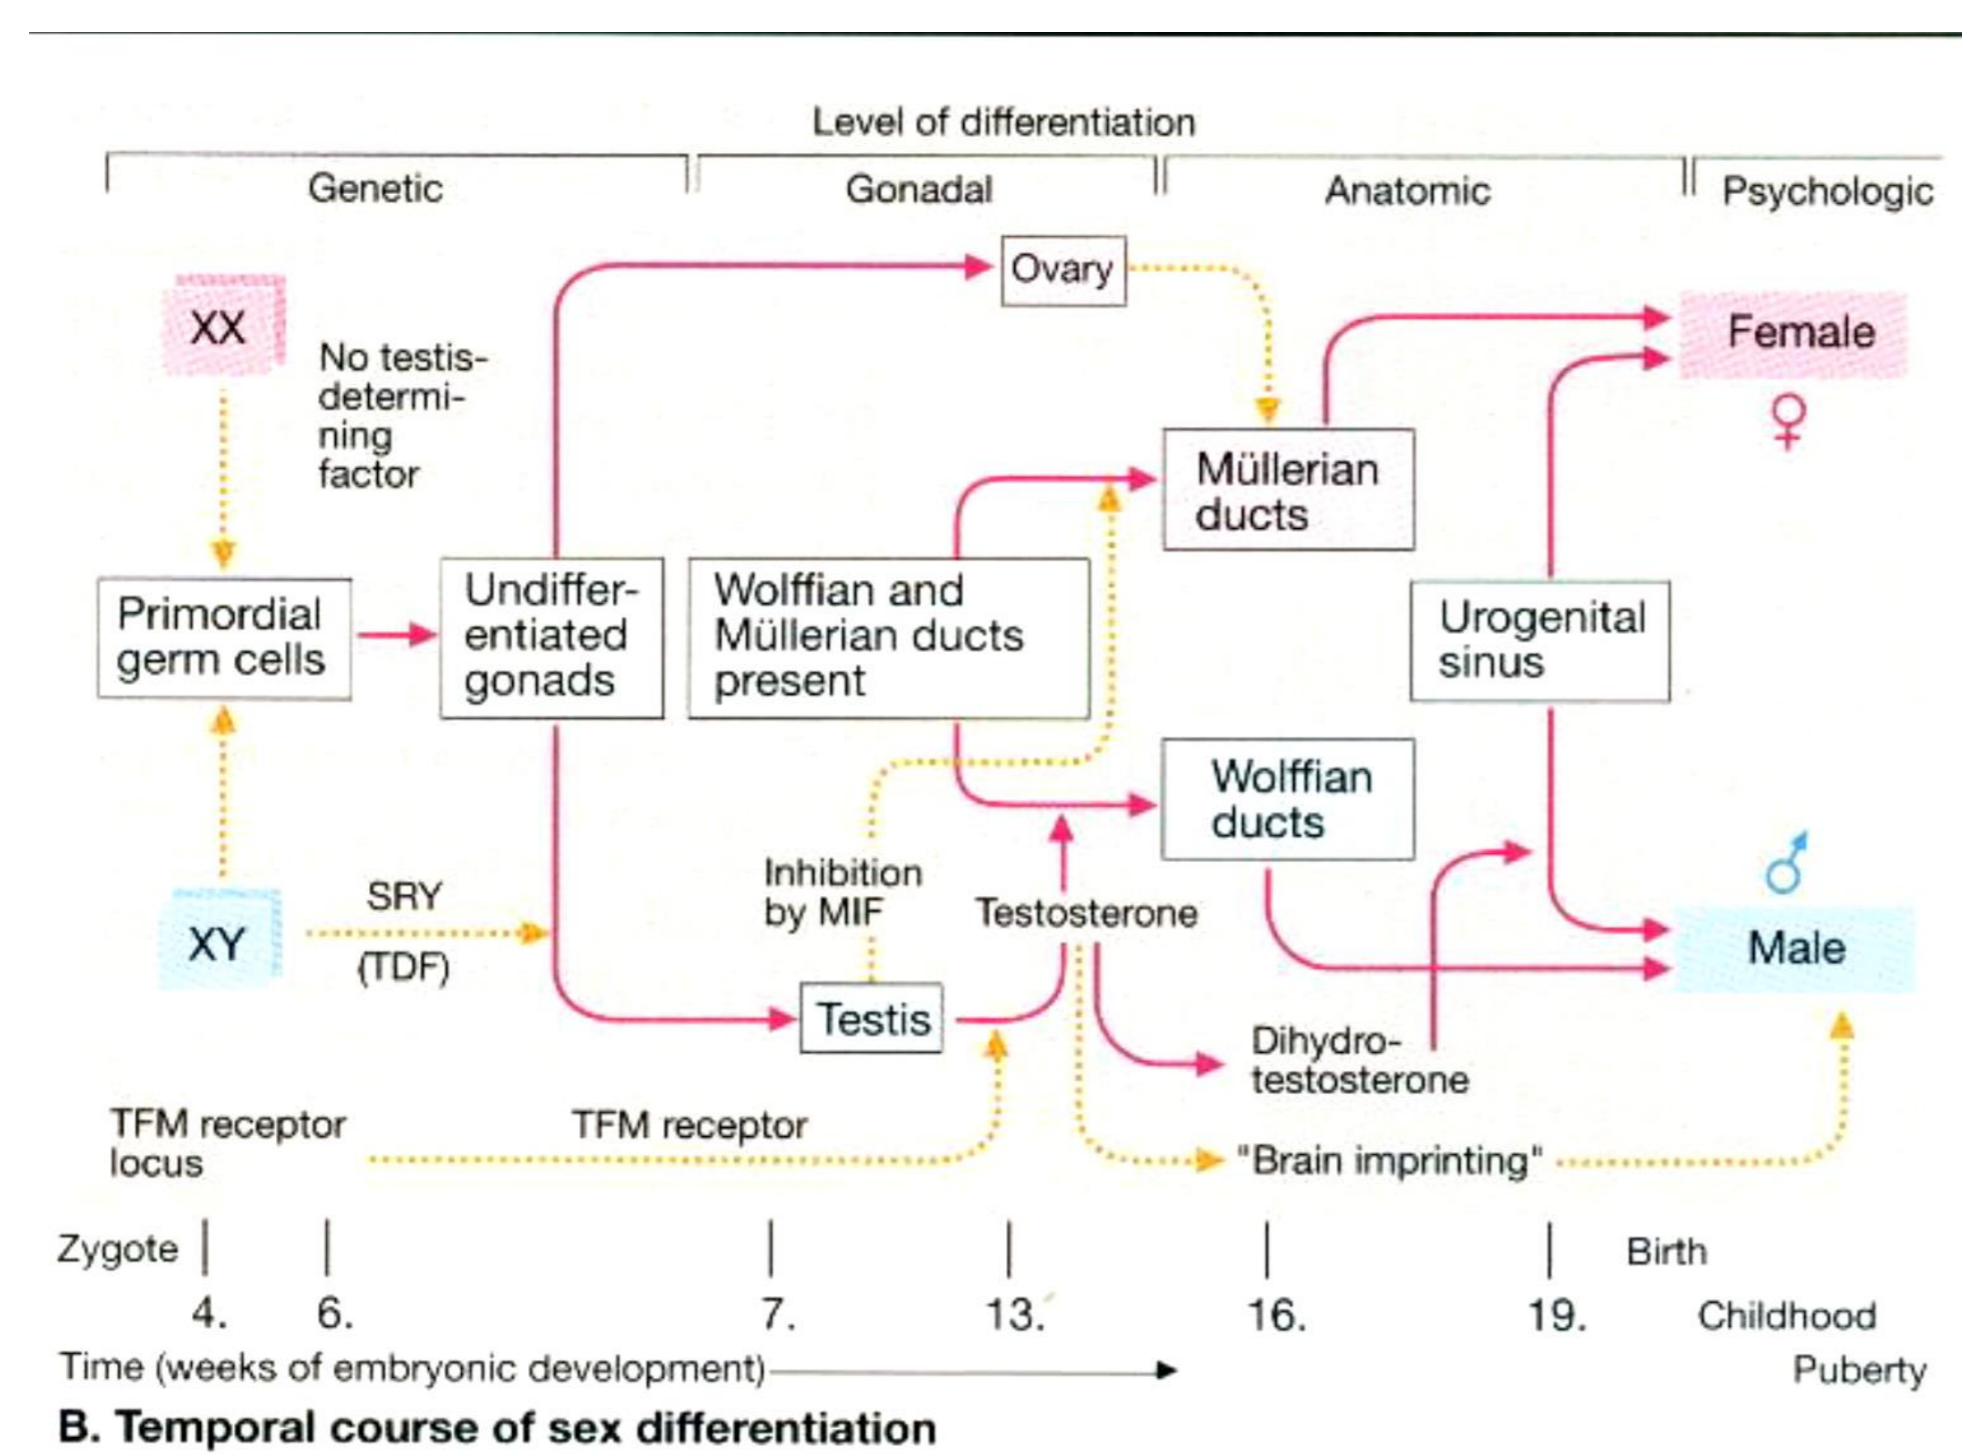 Level of differentiation
Genetic
Gonadal
Anatomic
Psychologic
Ovary
XX
No testis-
determi-
ning
factor
Female
♀
Müllerian
ducts
Primordial
germ cells
Undiffer-
entiated
gonads
Wolffian and
Müllerian ducts
present
Urogenital
sinus
Wolffian
ducts
♂
XY
SRY
(TDF)
Inhibition
by MIF
Testosterone
Male
Testis
Dihydro-
testosterone
TFM receptor
locus
TFM receptor
"Brain imprinting"
Zygote
Birth
4.
6.
7.
13.
16.
19.
Childhood
Time (weeks of embryonic development)
Puberty
B. Temporal course of sex differentiation